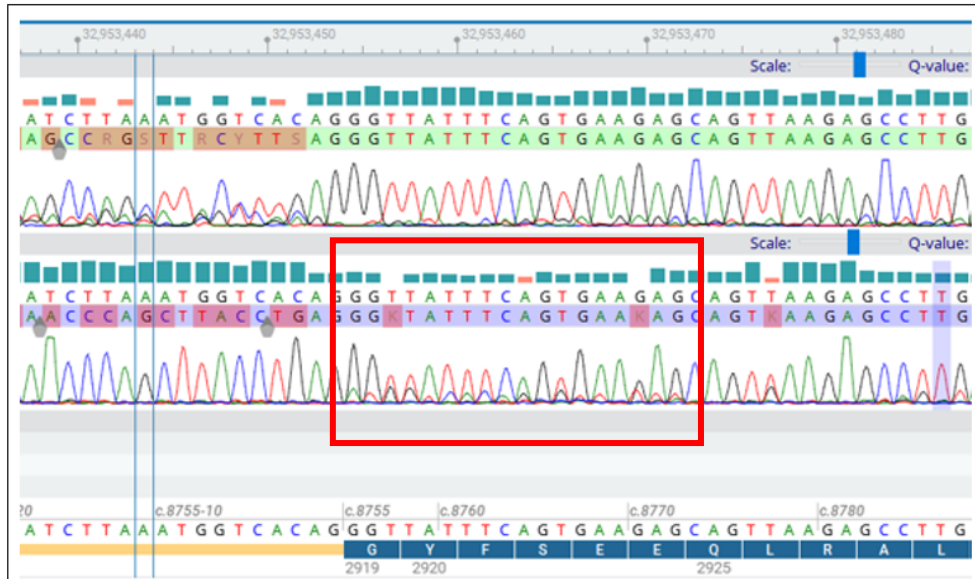 32,953,440 32,953,450 32,953,460 32,953,470 32,953,480
Scale: Q-value:
A T C T T A A A T G G T C A C A G G G T T A T T T C A G T G A A G A G C A G T T A A G A G C C T T G
A G C C R G S T T R C Y T T S A G G G T T A T T T C A G T G A A G A G C A G T T A A G A G C C T T G
Scale: Q-value:
A T C T T A A A T G G T C A C A G G G T T A T T T C A G T G A A G A G C A G T T A A G A G C C T T G
A A C C C A G C T T A C C T G A G G G K T A T T T C A G T G A A K A G C A G T K A A G A G C C T T G
20 c.8755-10 c.8755 c.8760 c.8770 c.8780
A T C T T A A A T G G T C A C A G G G T T A T T T C A G T G A A G A G C A G T T A A G A G C C T T G
G Y F S E E Q L R A L
2919 2920 2925